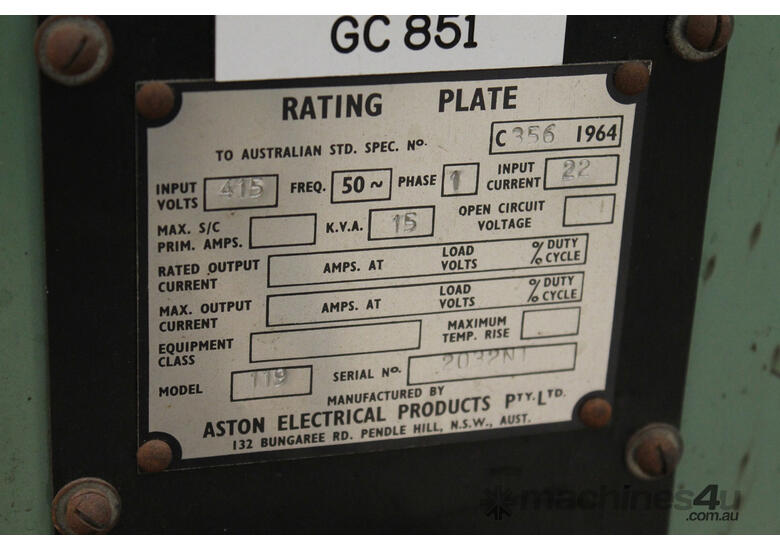 GC 851
RATING PLATE
TO AUSTRALIAN STD. SPEC. No. C 356 1964
INPUT VOLTS 415 FREQ. 50~ PHASE 1 INPUT CURRENT 22
MAX. S/C PRIM. AMPS. K.V.A. 15 OPEN CIRCUIT VOLTAGE
RATED OUTPUT CURRENT AMPS. AT LOAD VOLTS % DUTY CYCLE
MAX. OUTPUT CURRENT AMPS. AT LOAD VOLTS % DUTY CYCLE
EQUIPMENT CLASS MAXIMUM TEMP. RISE
MODEL 119 SERIAL No. 2032N1
MANUFACTURED BY
ASTON ELECTRICAL PRODUCTS PTY. LTD.
132 BUNGAREE RD. PENDLE HILL, N.S.W., AUST.
machines4u
.com.au